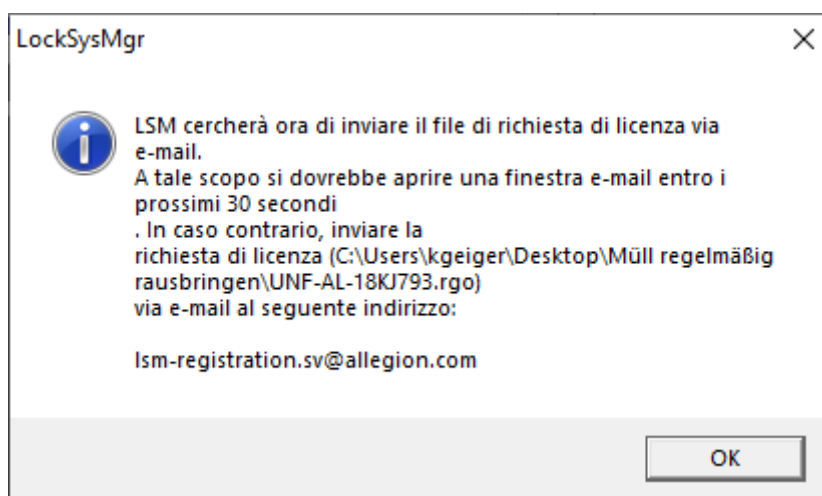 LockSysMgr
LSM cercherà ora di inviare il file di richiesta di licenza via
e-mail.
A tale scopo si dovrebbe aprire una finestra e-mail entro i
prossimi 30 secondi
. In caso contrario, inviare la
richiesta di licenza (C:\Users\kgeiger\Desktop\Müll regelmäßig
rausbringen\UNF-AL-18KJ793.rgo)
via e-mail al seguente indirizzo:
lsm-registration.sv@allegion.com
OK